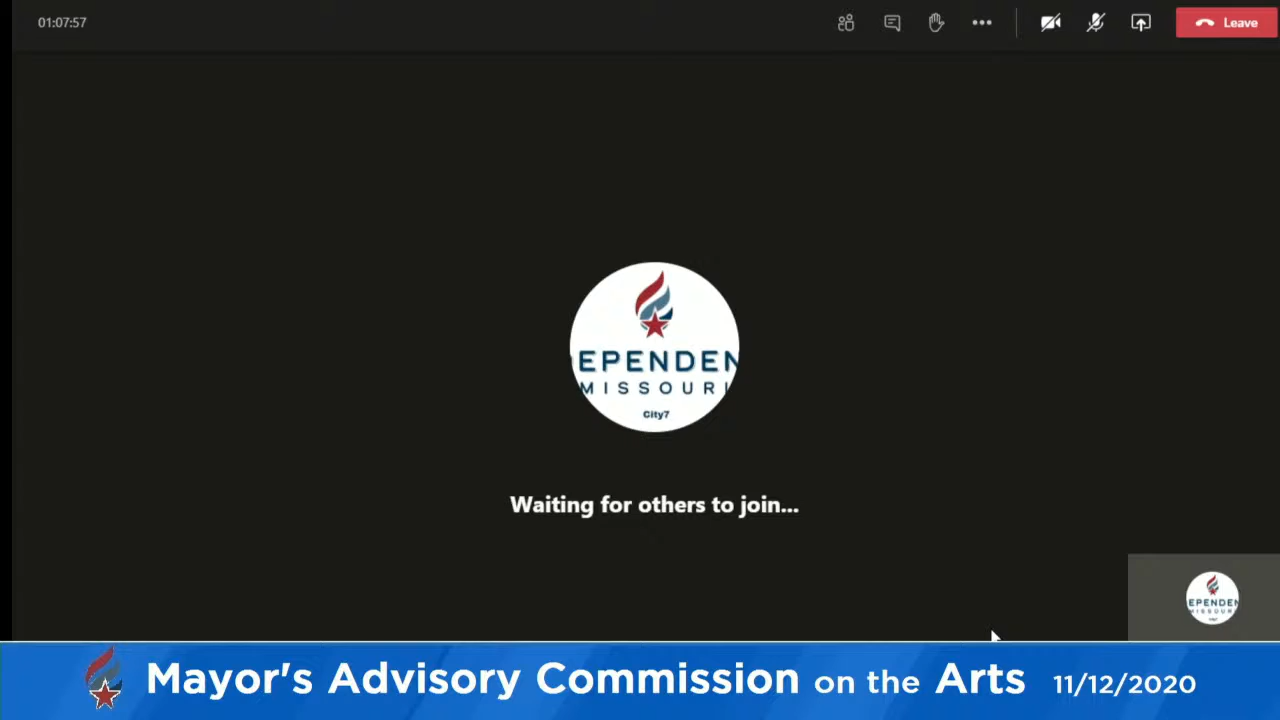 01:07:57
Leave
EPENDEN
MISSOURI
City7
Waiting for others to join...
EPENDEN
MISSOUR
Mayor's Advisory Commission on the Arts 11/12/2020